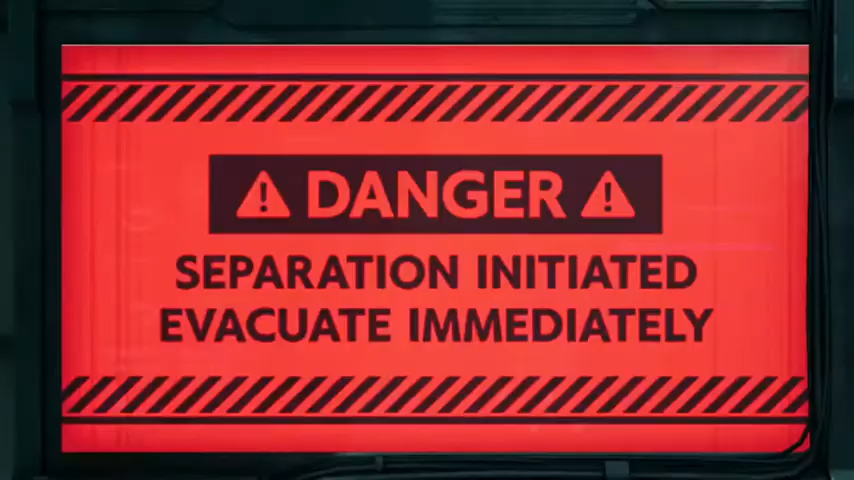 DANGER
SEPARATION INITIATED
EVACUATE IMMEDIATELY